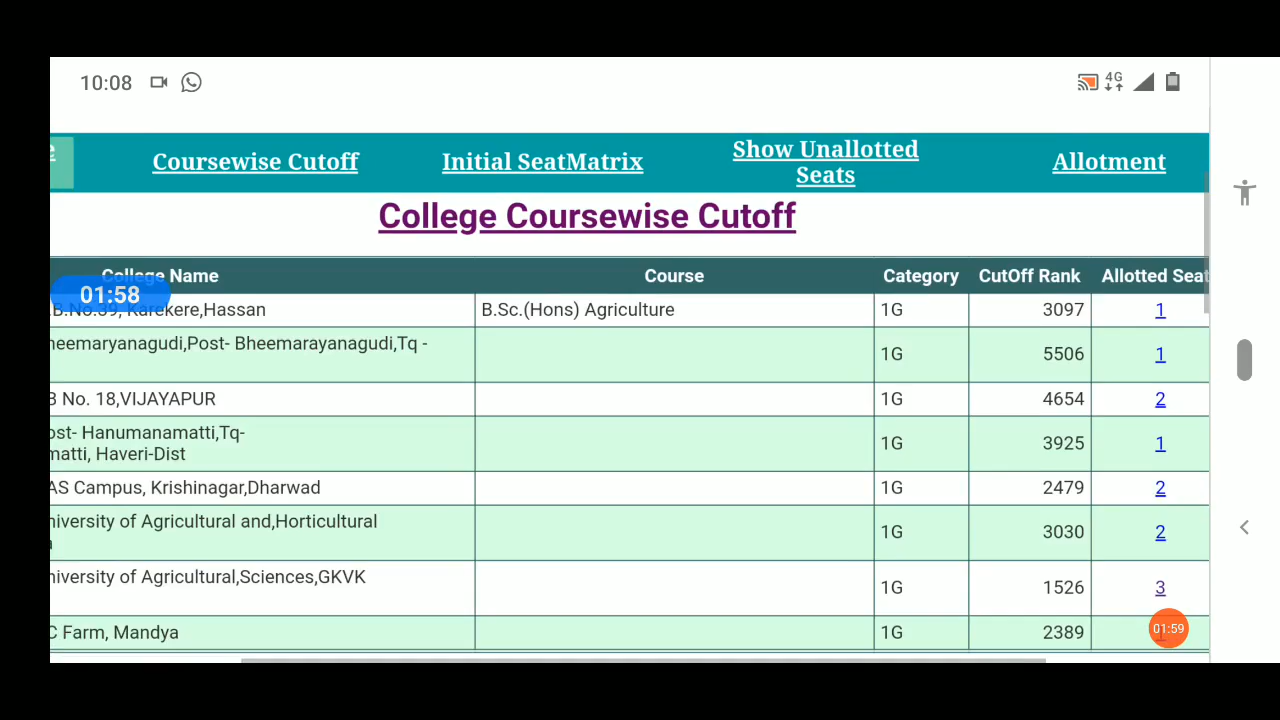 10:08
4G
Coursewise Cutoff
Initial SeatMatrix
Show Unallotted
Seats
Allotment
College Coursewise Cutoff
College Name Course Category CutOff Rank Allotted Seat
01:58
.B.No.39, Karekere,Hassan B.Sc.(Hons) Agriculture 1G 3097 1
heemaryanagudi,Post- Bheemarayanagudi,Tq - 1G 5506 1
B No. 18,VIJAYAPUR 1G 4654 2
ost- Hanumanamatti,Tq-
matti, Haveri-Dist 1G 3925 1
AS Campus, Krishinagar,Dharwad 1G 2479 2
niversity of Agricultural and,Horticultural 1G 3030 2
niversity of Agricultural,Sciences,GKVK 1G 1526 3
C Farm, Mandya 1G 2389
01:59